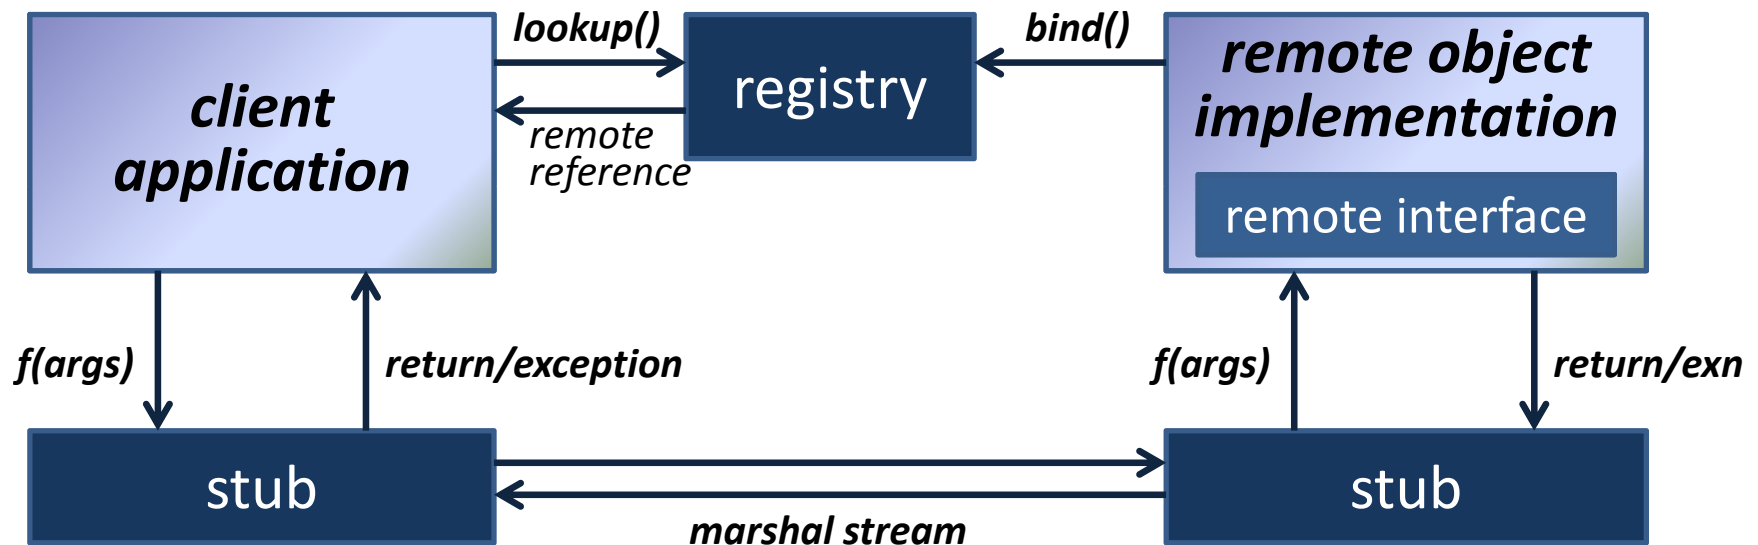 lookup()
bind()
client
application
registry
remote
reference
remote object
implementation
remote interface
f(args)
return/exception
f(args)
return/exn
stub
marshal stream
stub